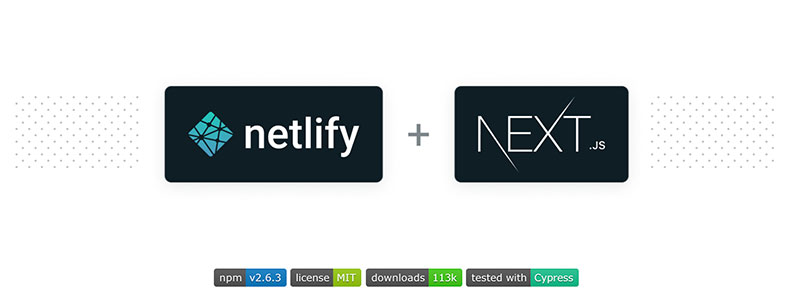 netlify + NEXT.JS
npm v2.6.3 license MIT downloads 113k tested with Cypress